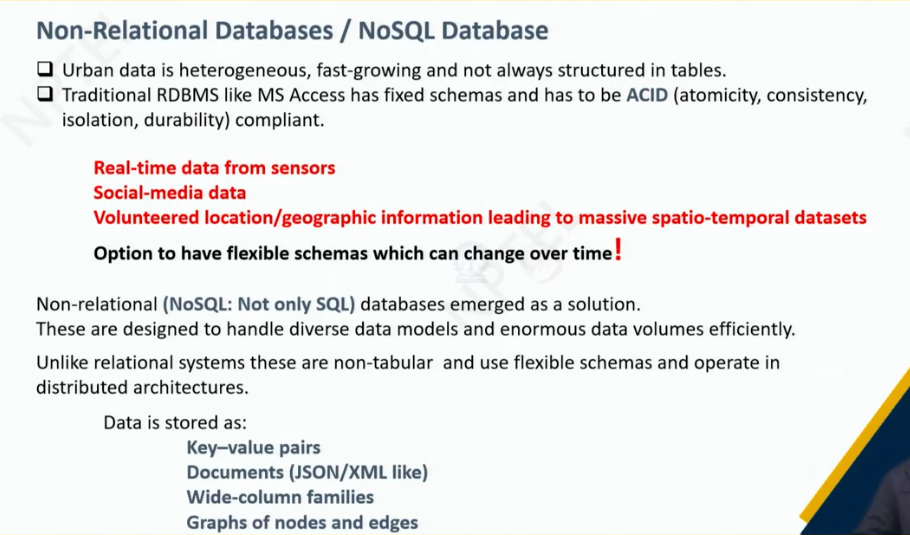 Non-Relational Databases / NoSQL Database
Urban data is heterogeneous, fast-growing and not always structured in tables.
Traditional RDBMS like MS Access has fixed schemas and has to be ACID (atomicity, consistency,
isolation, durability) compliant.
Real-time data from sensors
Social-media data
Volunteered location/geographic information leading to massive spatio-temporal datasets
Option to have flexible schemas which can change over time!
Non-relational (NoSQL: Not only SQL) databases emerged as a solution.
These are designed to handle diverse data models and enormous data volumes efficiently.
Unlike relational systems these are non-tabular and use flexible schemas and operate in
distributed architectures.
Data is stored as:
Key–value pairs
Documents (JSON/XML like)
Wide-column families
Graphs of nodes and edges
NPTEL
NPTEL